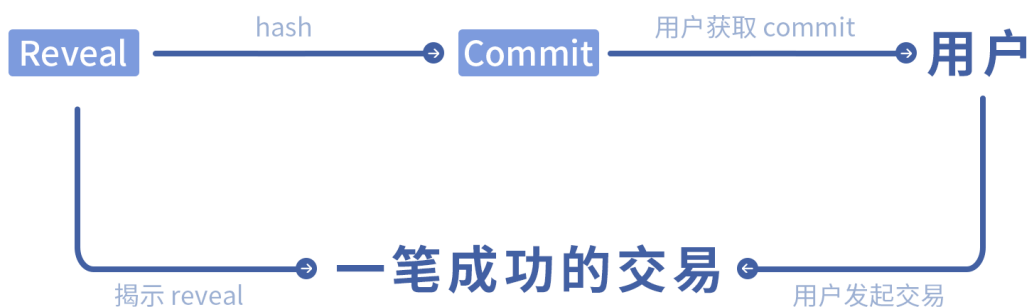 hash
用户获取 commit
Reveal
Commit
用户
一笔成功的交易
揭示 reveal
用户发起交易